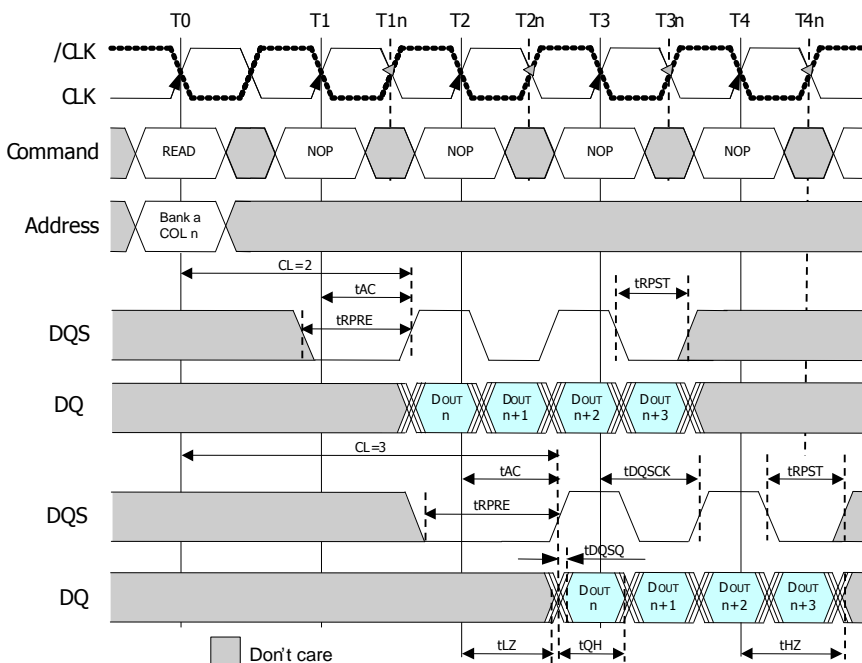 T0 T1 T1n T2 T2n T3 T3n T4 T4n
/CLK
CLK
Command READ NOP NOP NOP NOP
Address Bank a
COL n
CL=2
tAC
tRPST
tRPRE
DQS
DQ DOUT n DOUT n+1 DOUT n+2 DOUT n+3
CL=3
tAC tDQSCK tRPST
tRPRE
DQS
tDQSQ
DQ DOUT n DOUT n+1 DOUT n+2 DOUT n+3
tLZ tQH tHZ
Don't care